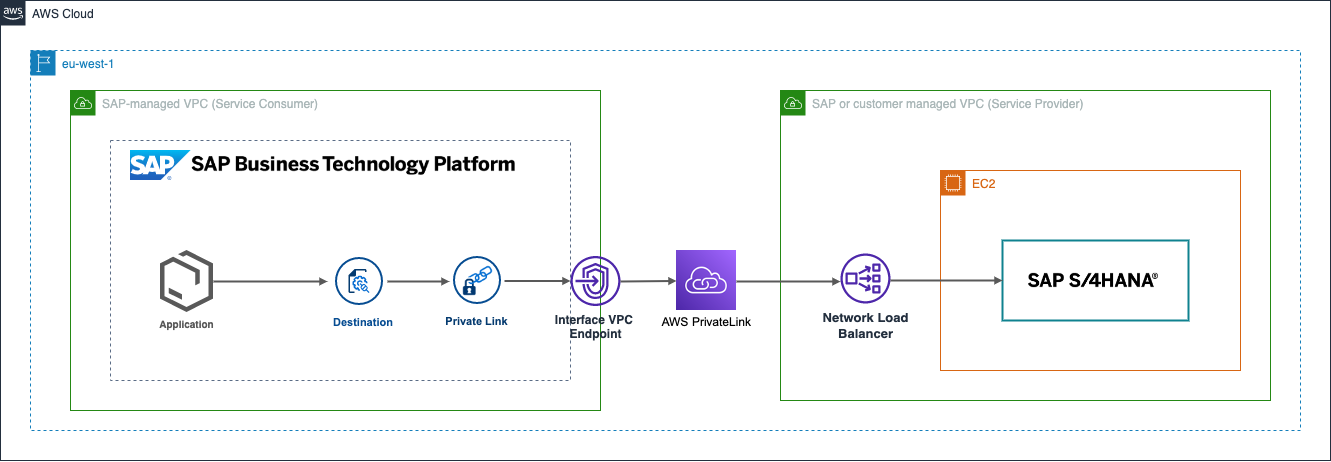 aws
AWS Cloud
eu-west-1
SAP-managed VPC (Service Consumer)
SAP or customer managed VPC (Service Provider)
SAP® SAP Business Technology Platform
EC2
SAP S/4HANA®
Application
Destination
Private Link
Interface VPC
Endpoint
AWS PrivateLink
Network Load
Balancer